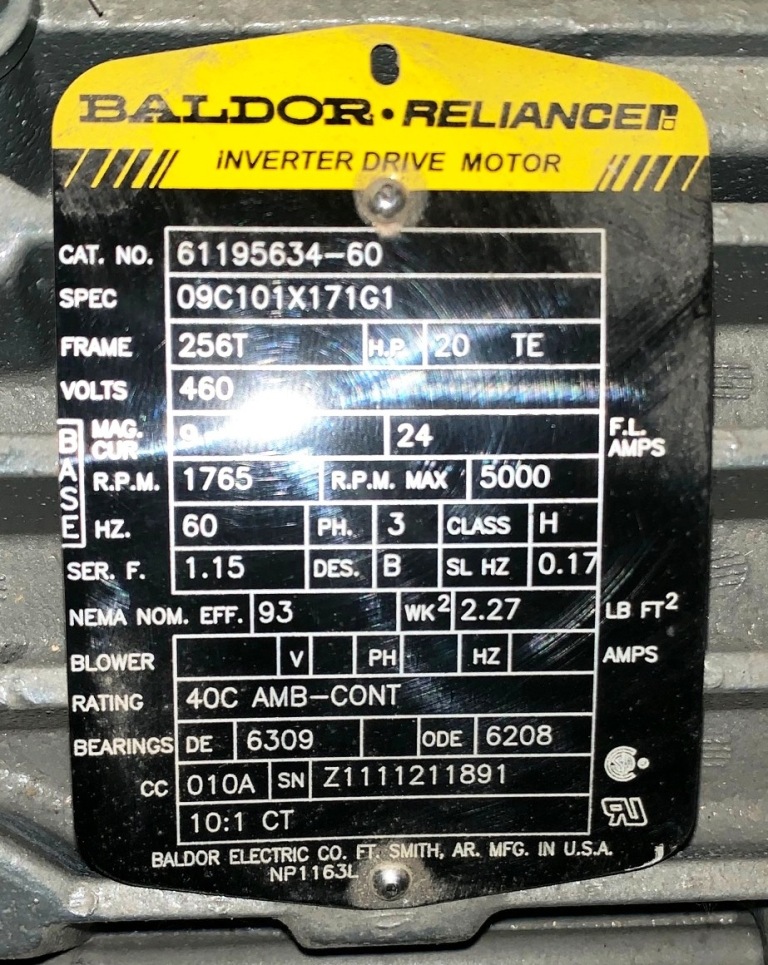 BALDOR • RELIANCE
INVERTER DRIVE MOTOR
CAT. NO. 61195634-60
SPEC 09C101X171G1
FRAME 256T H.P. 20 TE
VOLTS 460
BASE
MAG. CUR 24 F.L. AMPS
R.P.M. 1765 R.P.M. MAX 5000
HZ. 60 PH. 3 CLASS H
SER. F. 1.15 DES. B SL HZ 0.17
NEMA NOM. EFF. 93 WK² 2.27 LB FT²
BLOWER V PH HZ AMPS
RATING 40C AMB-CONT
BEARINGS DE 6309 ODE 6208
CC 010A SN Z1111211891
10:1 CT
BALDOR ELECTRIC CO. FT. SMITH, AR. MFG. IN U.S.A.
NP1163L